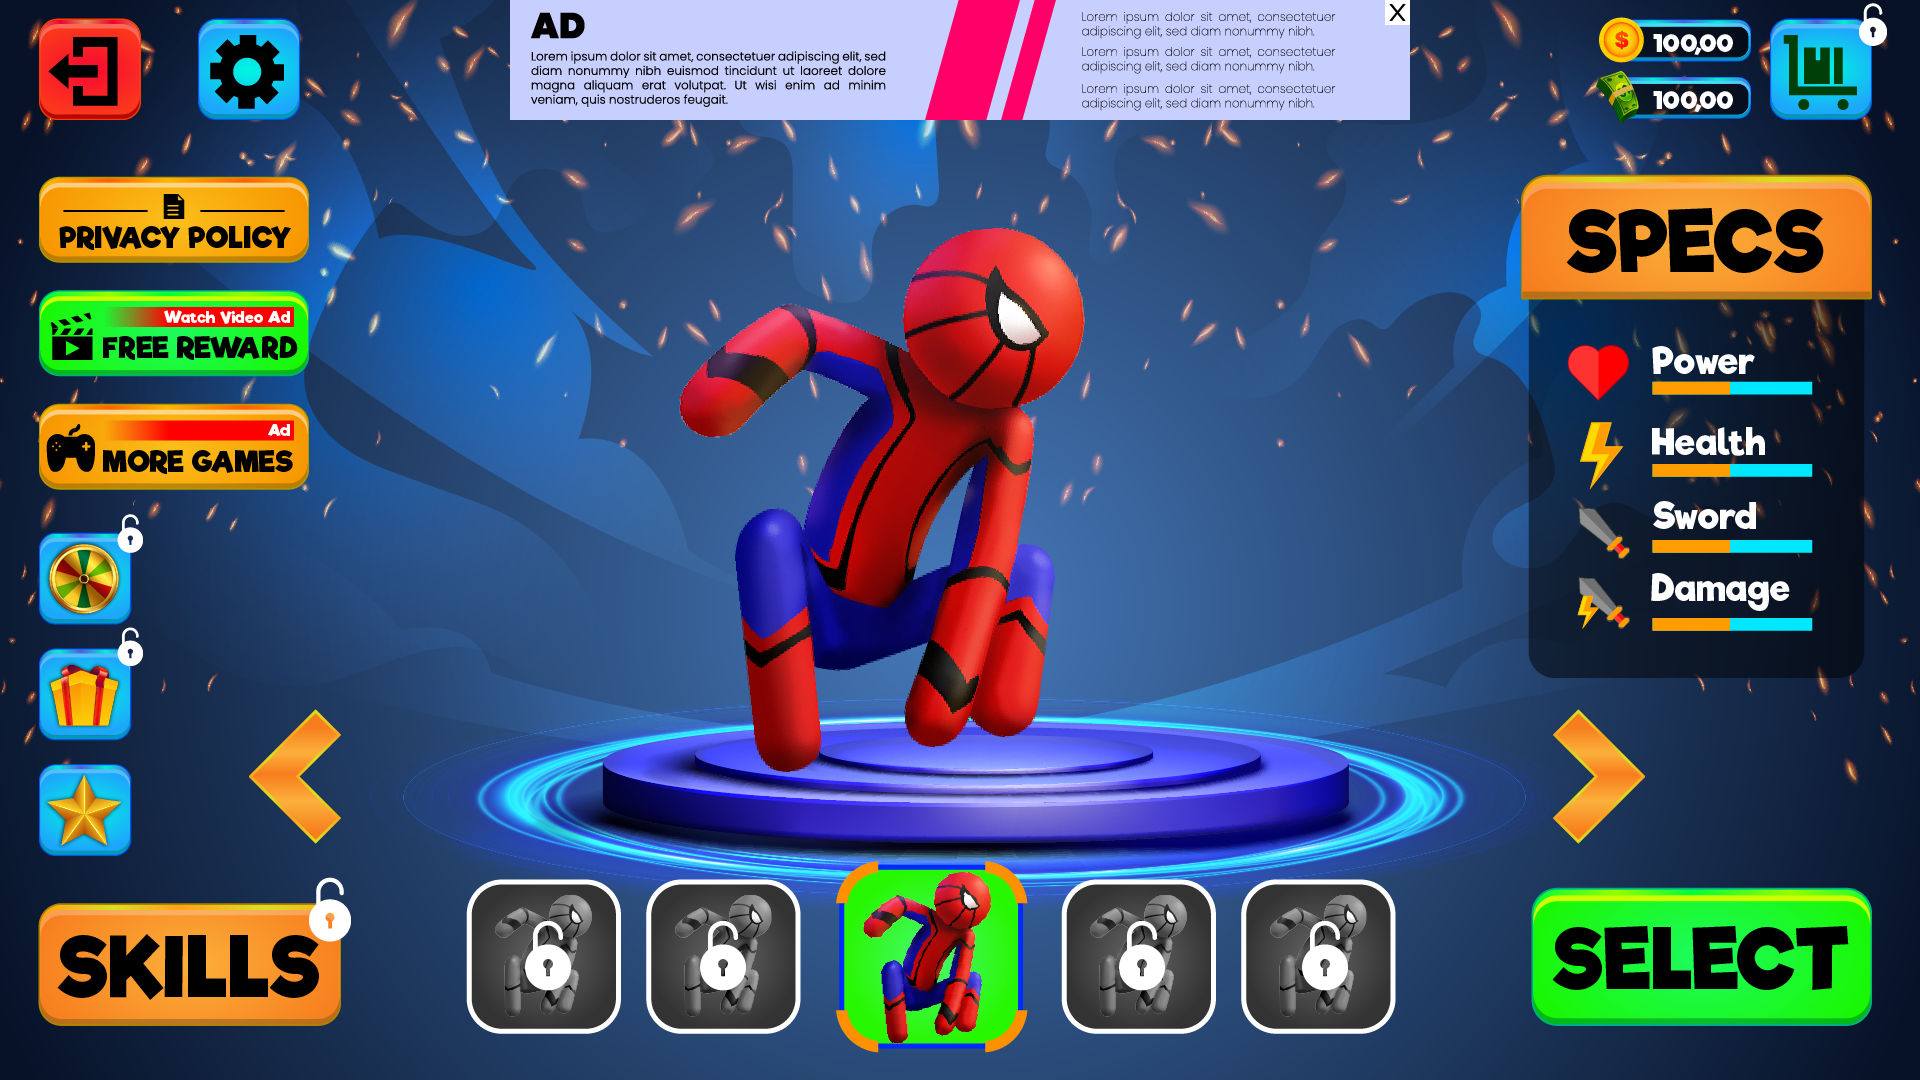 AD
Lorem ipsum dolor sit amet, consectetuer adipiscing elit, sed
diam nonummy nibh euismod tincidunt ut laoreet dolore
magna aliquam erat volutpat. Ut wisi enim ad minim
veniam, quis nostruderos feugait.
Lorem ipsum dolor sit amet, consectetuer
adipiscing elit, sed diam nonummy nibh.
Lorem ipsum dolor sit amet, consectetuer
adipiscing elit, sed diam nonummy nibh.
Lorem ipsum dolor sit amet, consectetuer
adipiscing elit, sed diam nonummy nibh.
X
$
100,00
100,00
PRIVACY POLICY
Watch Video Ad
FREE REWARD
Ad
MORE GAMES
SPECS
Power
Health
Sword
Damage
SKILLS
SELECT